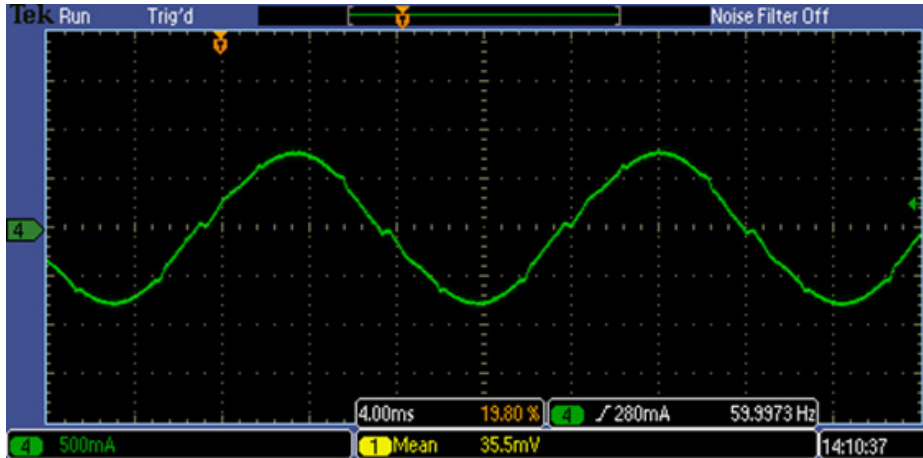 Tek Run Trig'd Noise Filter Off
4
4.00ms 19.80 % 4 280mA 59.9973 Hz
4 500mA 1 Mean 35.5mV 14:10:37